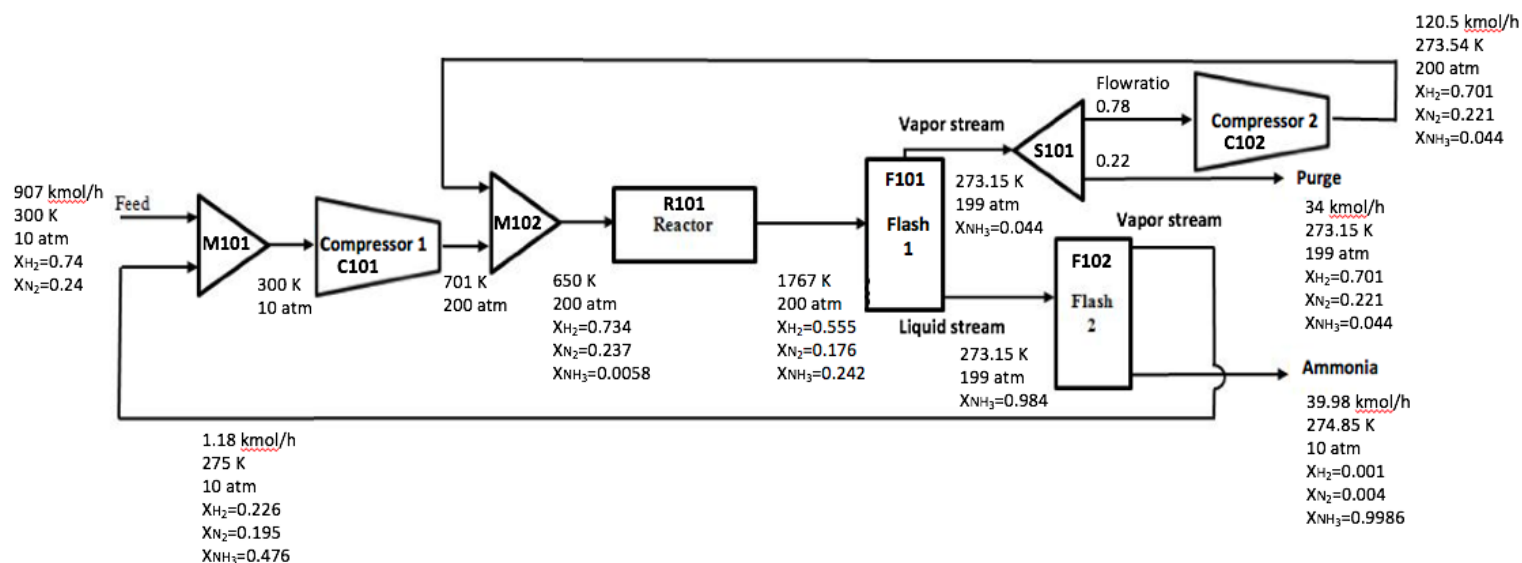 120.5 kmol/h
273.54 K
200 atm
XH₂=0.701
XN₂=0.221
XNH₃=0.044
Flowratio
0.78
Compressor 2
C102
Vapor stream
S101
0.22
Purge
34 kmol/h
273.15 K
199 atm
XH₂=0.701
XN₂=0.221
XNH₃=0.044
907 kmol/h
300 K
10 atm
XH₂=0.74
XN₂=0.24
Feed
M101
300 K
10 atm
Compressor 1
C101
701 K
200 atm
M102
650 K
200 atm
XH₂=0.734
XN₂=0.237
XNH₃=0.0058
R101
Reactor
1767 K
200 atm
XH₂=0.555
XN₂=0.176
XNH₃=0.242
F101
Flash
1
273.15 K
199 atm
XNH₃=0.044
Vapor stream
F102
Flash
2
Liquid stream
273.15 K
199 atm
XNH₃=0.984
Ammonia
39.98 kmol/h
274.85 K
10 atm
XH₂=0.001
XN₂=0.004
XNH₃=0.9986
1.18 kmol/h
275 K
10 atm
XH₂=0.226
XN₂=0.195
XNH₃=0.476